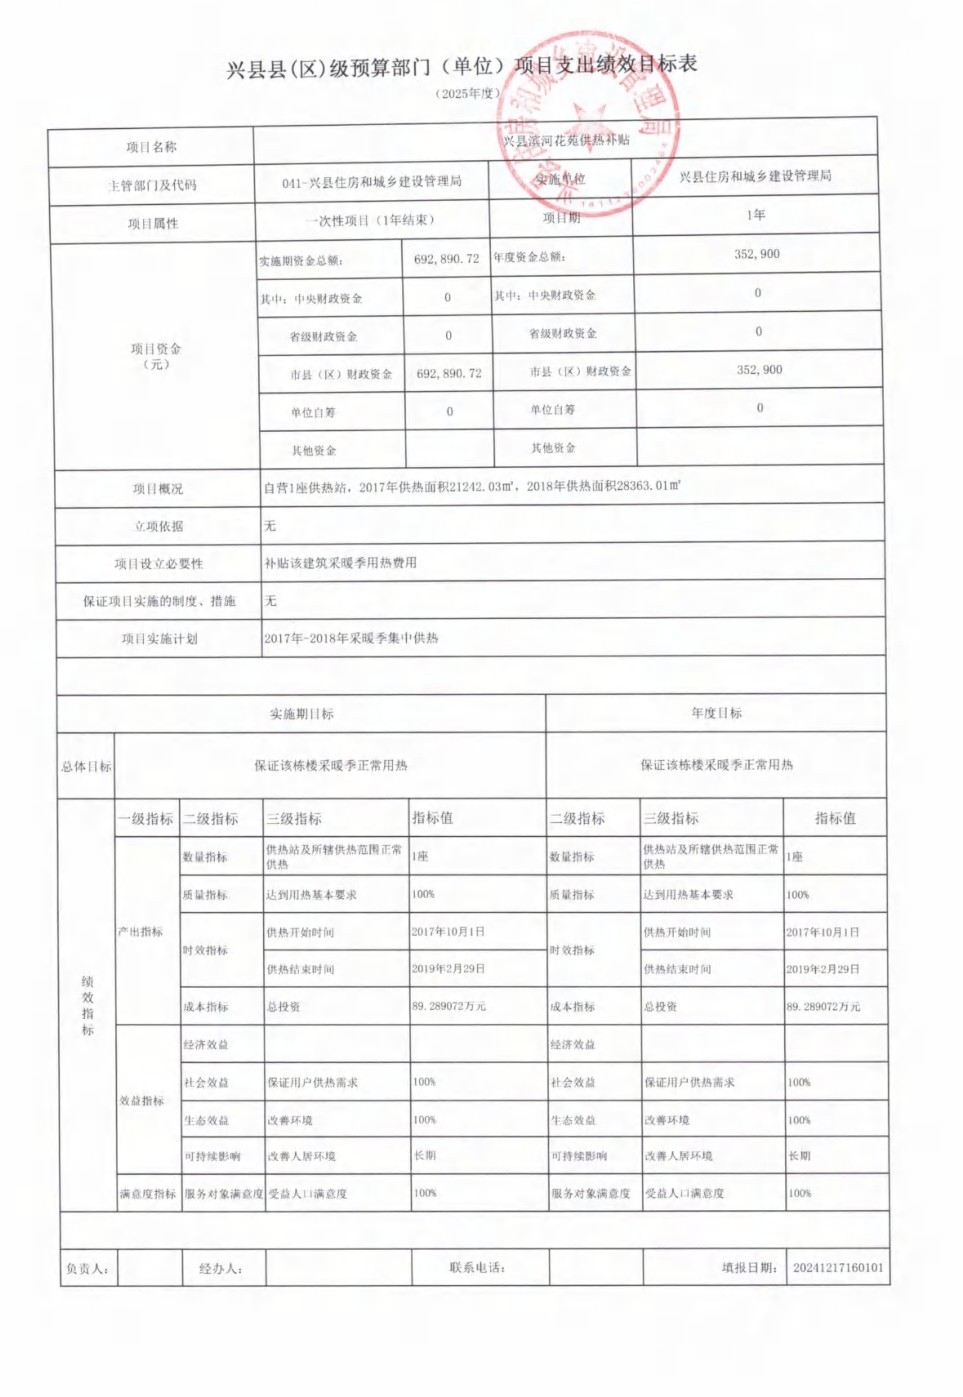 兴县县(区)级预算部门（单位）项目支出绩效目标表
（2025年度）
项目名称 兴县滨河花苑供热补贴
主管部门及代码 041-兴县住房和城乡建设管理局 实施单位 兴县住房和城乡建设管理局
项目属性 一次性项目（1年结束） 项目期 1年
项目资金
（元）
实施期资金总额： 692,890.72 年度资金总额： 352,900
其中：中央财政资金 0 其中：中央财政资金 0
省级财政资金 0 省级财政资金 0
市县（区）财政资金 692,890.72 市县（区）财政资金 352,900
单位自筹 0 单位自筹 0
其他资金 其他资金
项目概况 自营1座供热站，2017年供热面积21242.03㎡，2018年供热面积28363.01㎡
立项依据 无
项目设立必要性 补贴该建筑采暖季用热费用
保证项目实施的制度、措施 无
项目实施计划 2017年-2018年采暖季集中供热
实施期目标 年度目标
总体目标 保证该栋楼采暖季正常用热 保证该栋楼采暖季正常用热
绩效指标
一级指标 二级指标 三级指标 指标值 二级指标 三级指标 指标值
产出指标 数量指标 供热站及所辖供热范围正常供热 1座 数量指标 供热站及所辖供热范围正常供热 1座
质量指标 达到用热基本要求 100% 质量指标 达到用热基本要求 100%
时效指标 供热开始时间 2017年10月1日 时效指标 供热开始时间 2017年10月1日
供热结束时间 2019年2月29日 供热结束时间 2019年2月29日
成本指标 总投资 89.289072万元 成本指标 总投资 89.289072万元
效益指标 经济效益 经济效益
社会效益 保证用户供热需求 100% 社会效益 保证用户供热需求 100%
生态效益 改善环境 100% 生态效益 改善环境 100%
可持续影响 改善人居环境 长期 可持续影响 改善人居环境 长期
满意度指标 服务对象满意度 受益人口满意度 100% 服务对象满意度 受益人口满意度 100%
负责人： 经办人： 联系电话： 填报日期： 20241217160101